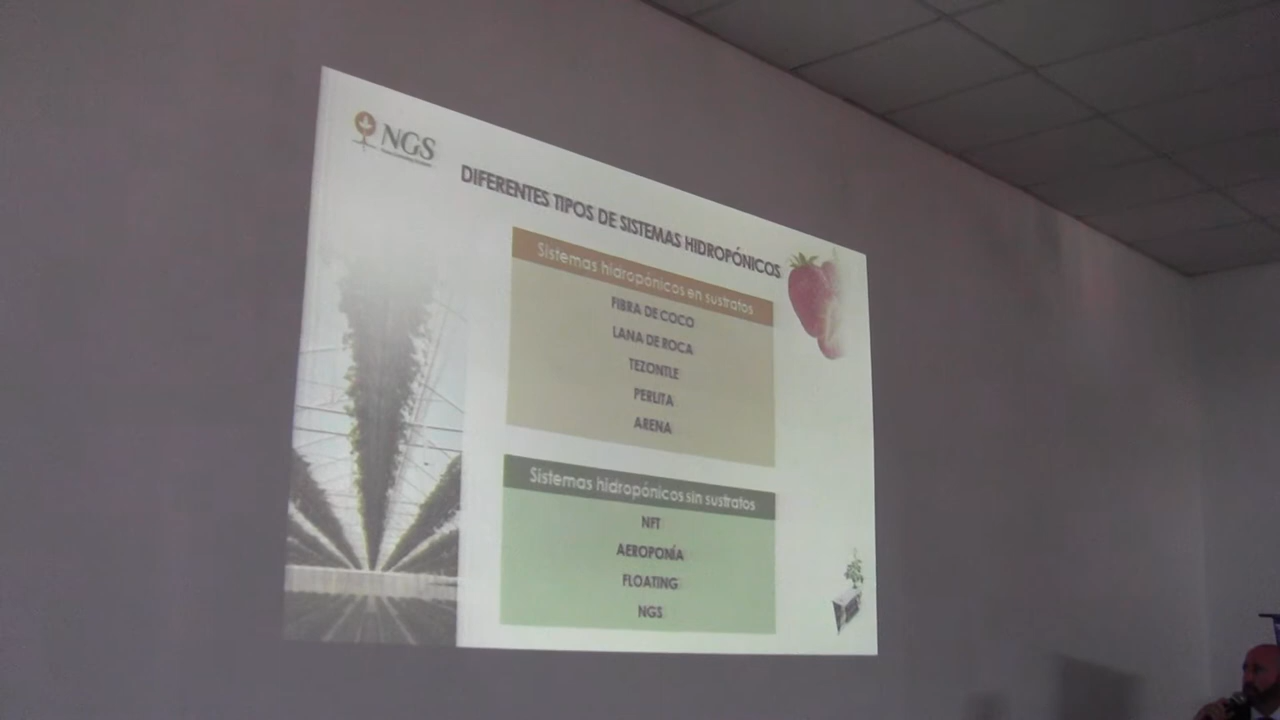 NGS
DIFERENTES TIPOS DE SISTEMAS HIDROPÓNICOS
Sistemas hidropónicos en sustratos
FIBRA DE COCO
LANA DE ROCA
TEZONTLE
PERLITA
ARENA
Sistemas hidropónicos sin sustratos
NFT
AEROPONÍA
FLOATING
NGS